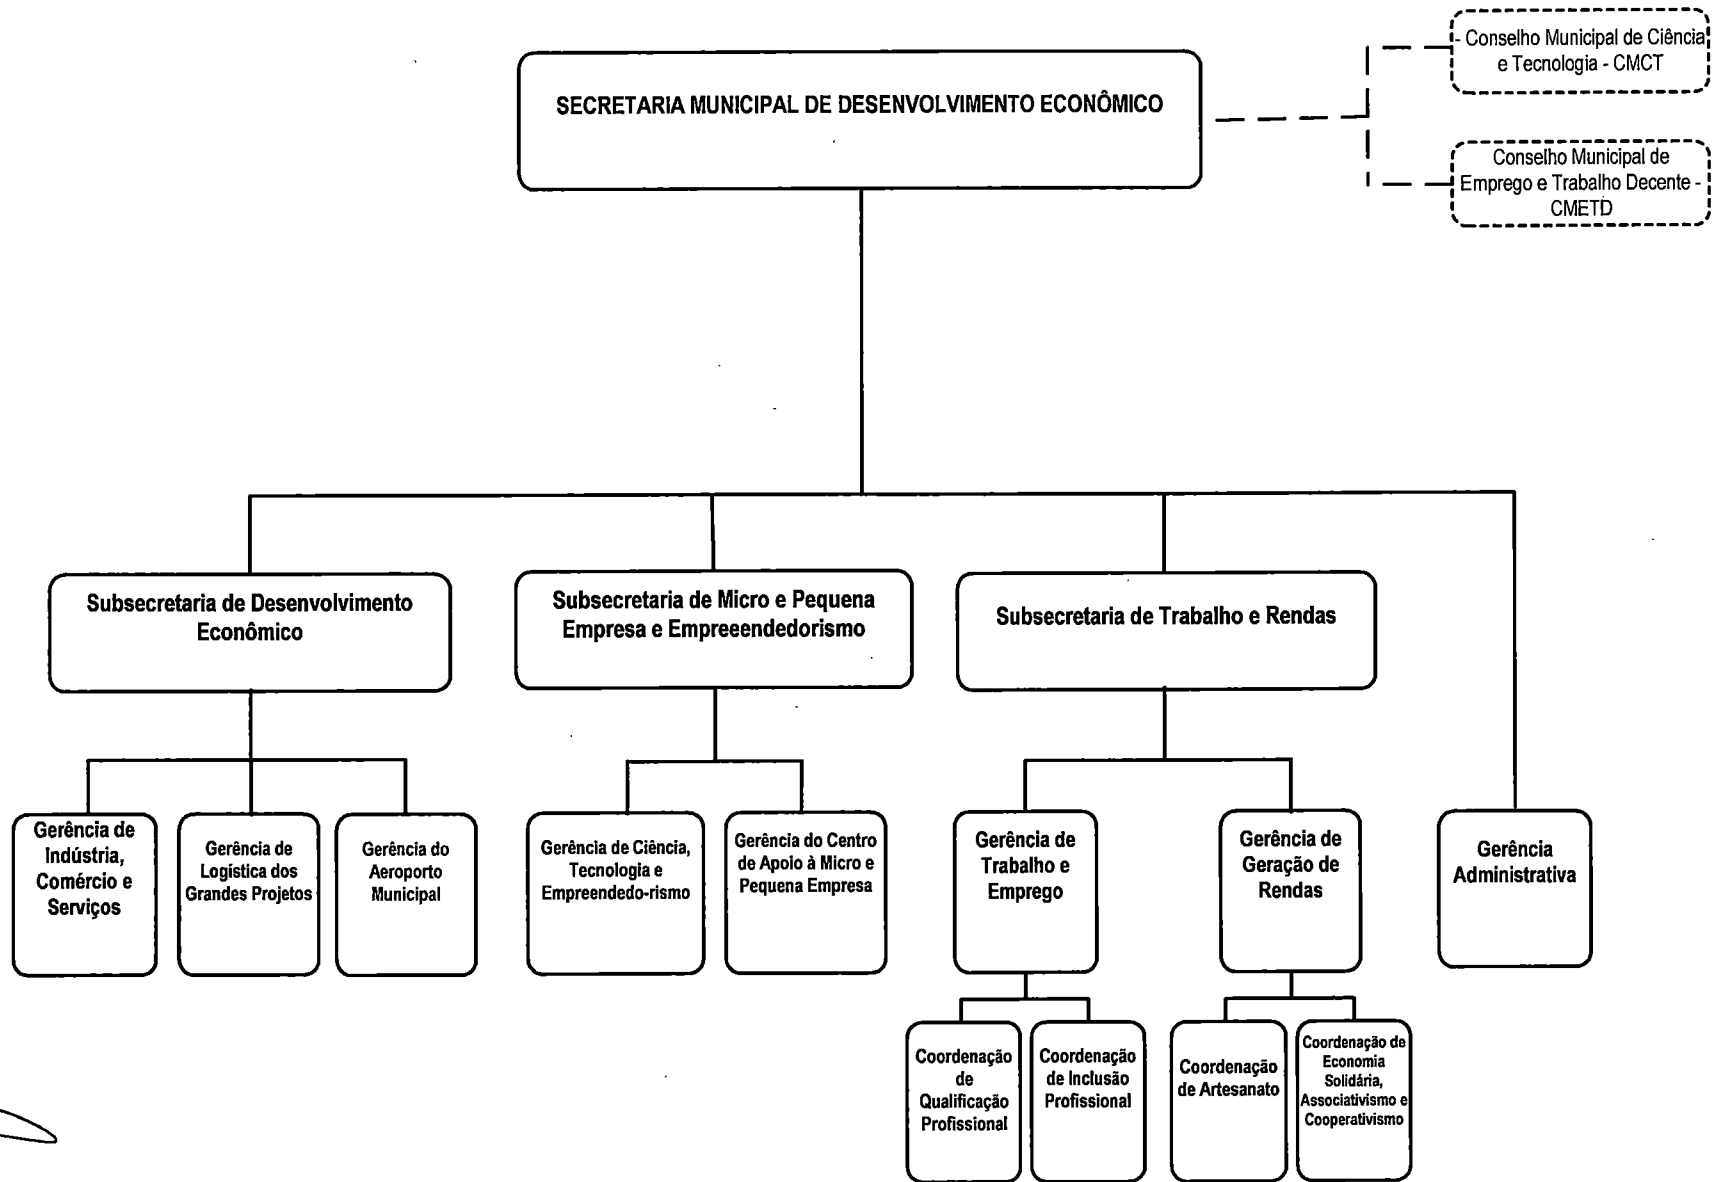 - Conselho Municipal de Ciência
e Tecnologia - CMCT
SECRETARIA MUNICIPAL DE DESENVOLVIMENTO ECONÔMICO
Conselho Municipal de
Emprego e Trabalho Decente -
CMETD
Subsecretaria de Desenvolvimento
Econômico
Subsecretaria de Micro e Pequena
Empresa e Empreeendedorismo
Subsecretaria de Trabalho e Rendas
Gerência de
Indústria,
Comércio e
Serviços
Gerência de
Logística dos
Grandes Projetos
Gerência do
Aeroporto
Municipal
Gerência de Ciência,
Tecnologia e
Empreendedo-rismo
Gerência do Centro
de Apolo à Micro e
Pequena Empresa
Gerência de
Trabalho e
Emprego
Gerência de
Geração de
Rendas
Gerência
Administrativa
Coordenação
de
Qualificação
Profissional
Coordenação
de Inclusão
Profissional
Coordenação
de Artesanato
Coordenação de
Economia
Solidária,
Associativismo e
Cooperativismo